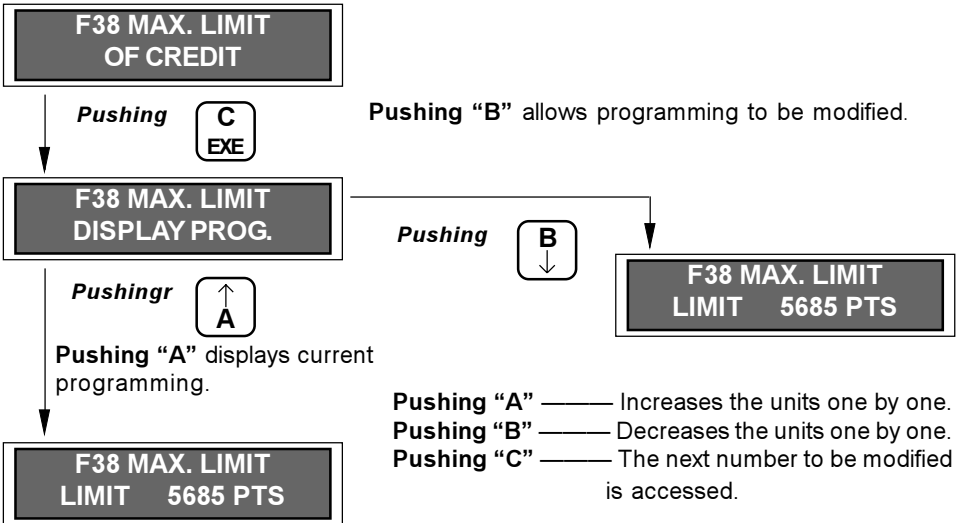 F38 MAX. LIMIT
OF CREDIT
Pushing
C
EXE
Pushing “B” allows programming to be modified.
F38 MAX. LIMIT
DISPLAY PROG.
Pushing
B
↓
F38 MAX. LIMIT
LIMIT 5685 PTS
Pushingr
↑
A
Pushing “A” displays current
programming.
Pushing “A” ———— Increases the units one by one.
Pushing “B” ———— Decreases the units one by one.
Pushing “C” ———— The next number to be modified
is accessed.
F38 MAX. LIMIT
LIMIT 5685 PTS